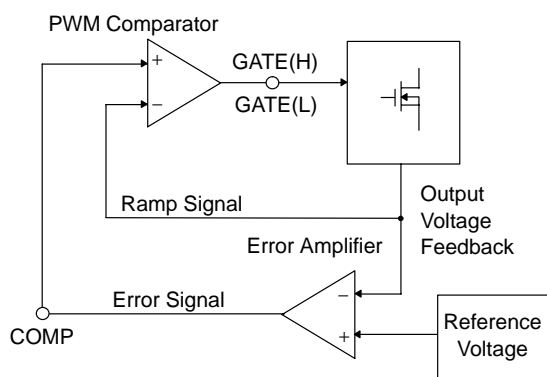 PWM Comparator
+
−
GATE(H)
GATE(L)
Ramp Signal
Output
Voltage
Feedback
Error Amplifier
−
+
Error Signal
COMP
Reference
Voltage